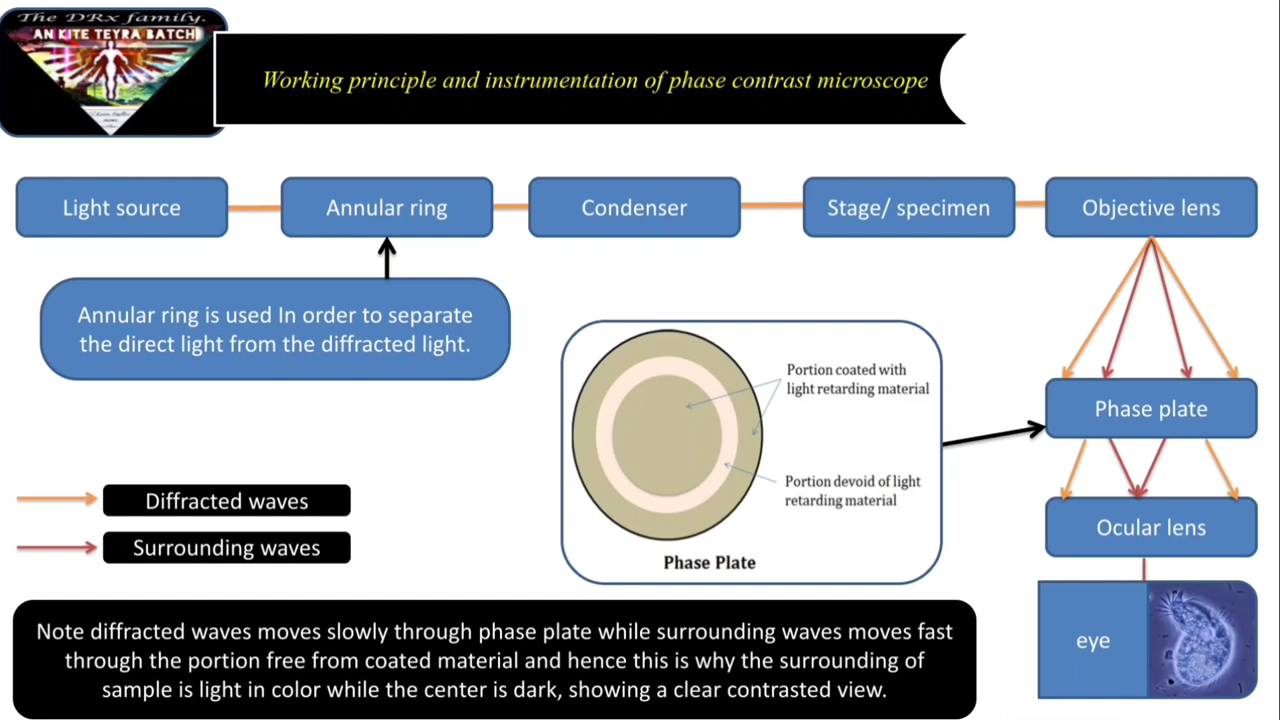 The DRx family.
AN KITE TEYRA BATCH
Working principle and instrumentation of phase contrast microscope
Light source
Annular ring
Condenser
Stage/ specimen
Objective lens
Annular ring is used In order to separate
the direct light from the diffracted light.
Portion coated with
light retarding material
Portion devoid of light
retarding material
Phase Plate
Phase plate
Diffracted waves
Surrounding waves
Ocular lens
eye
Note diffracted waves moves slowly through phase plate while surrounding waves moves fast
through the portion free from coated material and hence this is why the surrounding of
sample is light in color while the center is dark, showing a clear contrasted view.